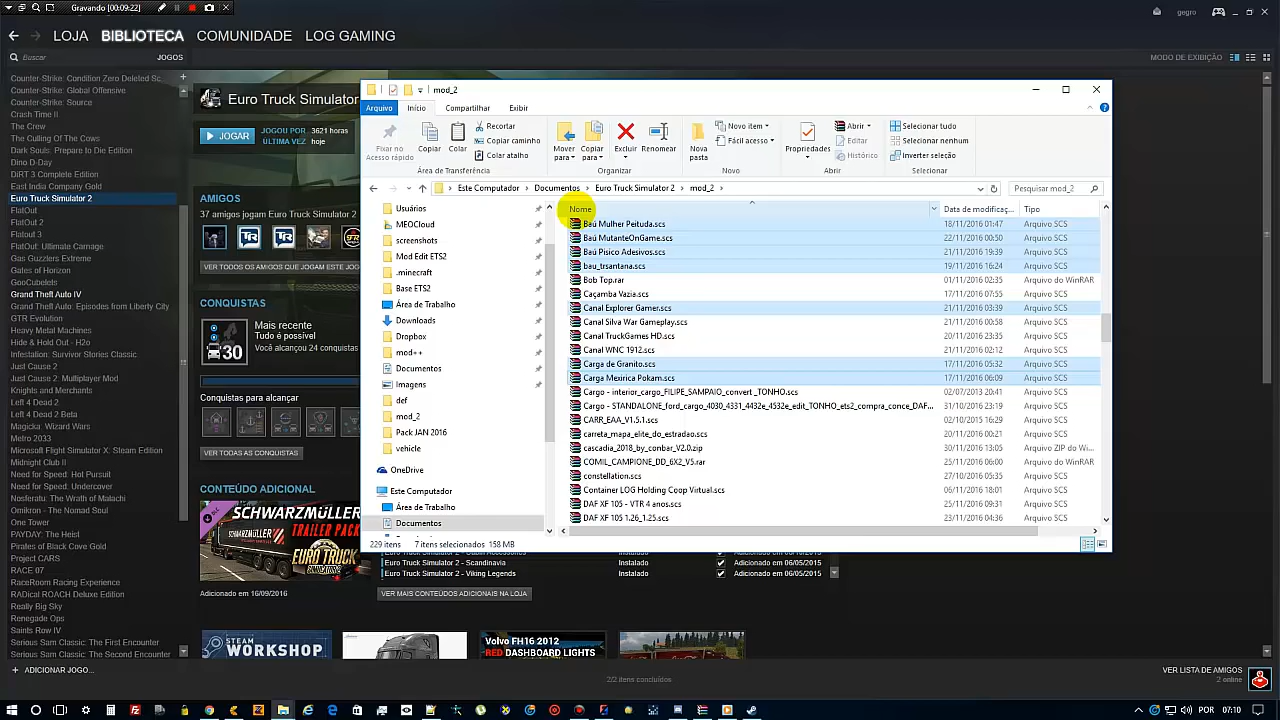 Gravando [00:09:22]
gegro
LOJA BIBLIOTECA COMUNIDADE LOG GAMING
Buscar JOGOS
MODO DE EXIBIÇÃO
Counter-Strike: Condition Zero Deleted Sc..
Counter-Strike: Global Offensive
Counter-Strike: Source
Crash Time II
The Crew
The Culling Of The Cows
Dark Souls: Prepare to Die Edition
Dino D-Day
DiRT 3 Complete Edition
East India Company Gold
Euro Truck Simulator 2
FlatOut
FlatOut 2
Flatout 3
FlatOut: Ultimate Carnage
Gas Guzzlers Extreme
Gates of Horizon
GooCubelets
Grand Theft Auto IV
Grand Theft Auto: Episodes from Liberty City
GTR Evolution
Heavy Metal Machines
Hide & Hold Out - H2o
Infestation: Survivor Stories Classic
Just Cause 2
Just Cause 2: Multiplayer Mod
Knights and Merchants
Left 4 Dead 2
Left 4 Dead 2 Beta
Magicka: Wizard Wars
Metro 2033
Microsoft Flight Simulator X: Steam Edition
Midnight Club II
Need for Speed: Hot Pursuit
Need for Speed: Undercover
Nosferatu: The Wrath of Malachi
Omikron - The Nomad Soul
One Tower
PAYDAY: The Heist
Pirates of Black Cove Gold
Project CARS
RACE 07
RaceRoom Racing Experience
RADical ROACH Deluxe Edition
Really Big Sky
Renegade Ops
Saints Row IV
Serious Sam Classic: The First Encounter
Serious Sam Classic: The Second Encounter
ADICIONAR JOGO...
Euro Truck Simulator
JOGAR
JOGOU POR 3621 horas
ÚLTIMA VEZ hoje
AMIGOS
37 amigos jogam Euro Truck Simulator 2
VER TODOS OS AMIGOS QUE JOGAM ESTE JOG
CONQUISTAS
30
Mais recente
Tudo é possível
Você alcançou 24 conquistas
Conquistas para alcançar
VER TODAS AS CONQUISTAS
CONTEÚDO ADICIONAL
SCHWARZMÜLLER
TRAILER PACK
EURO TRUCK
SIMULATOR
Adicionado em 16/09/2016
Euro Truck Simulator 2 - Scandinavia Instalado Adicionado em 06/05/2015
Euro Truck Simulator 2 - Viking Legends Instalado Adicionado em 06/05/2015
VER MAIS CONTEÚDOS ADICIONAIS NA LOJA
STEAM
WORKSHOP
Volvo FH16 2012
RED DASHBOARD LIGHTS
2/2 itens concluídos
VER LISTA DE AMIGOS
2 online
mod_2
Arquivo Início Compartilhar Exibir
Fixar no
Acesso rápido
Copiar
Colar
Recortar
Copiar caminho
Colar atalho
Área de Transferência
Mover
para
Copiar
para
Excluir
Renomear
Organizar
Nova
pasta
Novo item
Fácil acesso
Novo
Propriedades
Abrir
Editar
Histórico
Abrir
Selecionar tudo
Selecionar nenhum
Inverter seleção
Selecionar
Este Computador Documentos Euro Truck Simulator 2 mod_2
Pesquisar mod_2
Usuários
MEOCloud
screenshots
Mod Edit ETS2
.minecraft
Base ETS2
Área de Trabalho
Downloads
Dropbox
mod++
Documentos
Imagens
def
mod_2
Pack JAN 2016
vehicle
OneDrive
Este Computador
Área de Trabalho
Documentos
Nome Data de modificaç... Tipo
Baú Mulher Peituda.scs 18/11/2016 01:47 Arquivo SCS
Baú MutanteOnGame.scs 22/11/2016 00:50 Arquivo SCS
Baú Pisico Adesivos.scs 21/11/2016 19:39 Arquivo SCS
bau_trsantana.scs 19/11/2016 16:24 Arquivo SCS
Bob Top.rar 01/11/2016 02:35 Arquivo do WinRAR
Caçamba Vazia.scs 17/11/2016 07:55 Arquivo SCS
Canal Explorer Gamer.scs 21/11/2016 03:39 Arquivo SCS
Canal Silva War Gameplay.scs 21/11/2016 00:58 Arquivo SCS
Canal TruckGames HD.scs 20/11/2016 23:35 Arquivo SCS
Canal WNC 1912.scs 21/11/2016 02:12 Arquivo SCS
Carga de Granito.scs 17/11/2016 05:32 Arquivo SCS
Carga Mexirica Pokam.scs 17/11/2016 06:09 Arquivo SCS
Cargo - interior_cargo_FILIPE_SAMPAIO_convert _TONHO.scs 02/07/2013 20:41 Arquivo SCS
Cargo - STANDALONE_ford_cargo_4030_4331_4432e_4532e_edit_TONHO_ets2_compra_conce_DAF... 31/10/2016 23:19 Arquivo SCS
CARR_EAA_V1.5.1.scs 02/10/2015 16:29 Arquivo SCS
carreta_mapa_elite_do_estradao.scs 20/11/2016 00:21 Arquivo SCS
cascadia_2018_by_conbar_V2.0.zip 30/11/2016 13:05 Arquivo ZIP do Wi...
COMIL_CAMPIONE_DD_6X2_V5.rar 25/11/2016 06:00 Arquivo do WinRAR
constellation.scs 27/10/2016 05:35 Arquivo SCS
Container LOG Holding Coop Virtual.scs 06/11/2016 18:01 Arquivo SCS
DAF XF 105 - VTR 4 anos.scs 25/11/2016 09:31 Arquivo SCS
DAF XF 105 1.26_1.25.scs 23/11/2016 04:36 Arquivo SCS
229 itens 7 itens selecionados 158 MB
POR 07:10